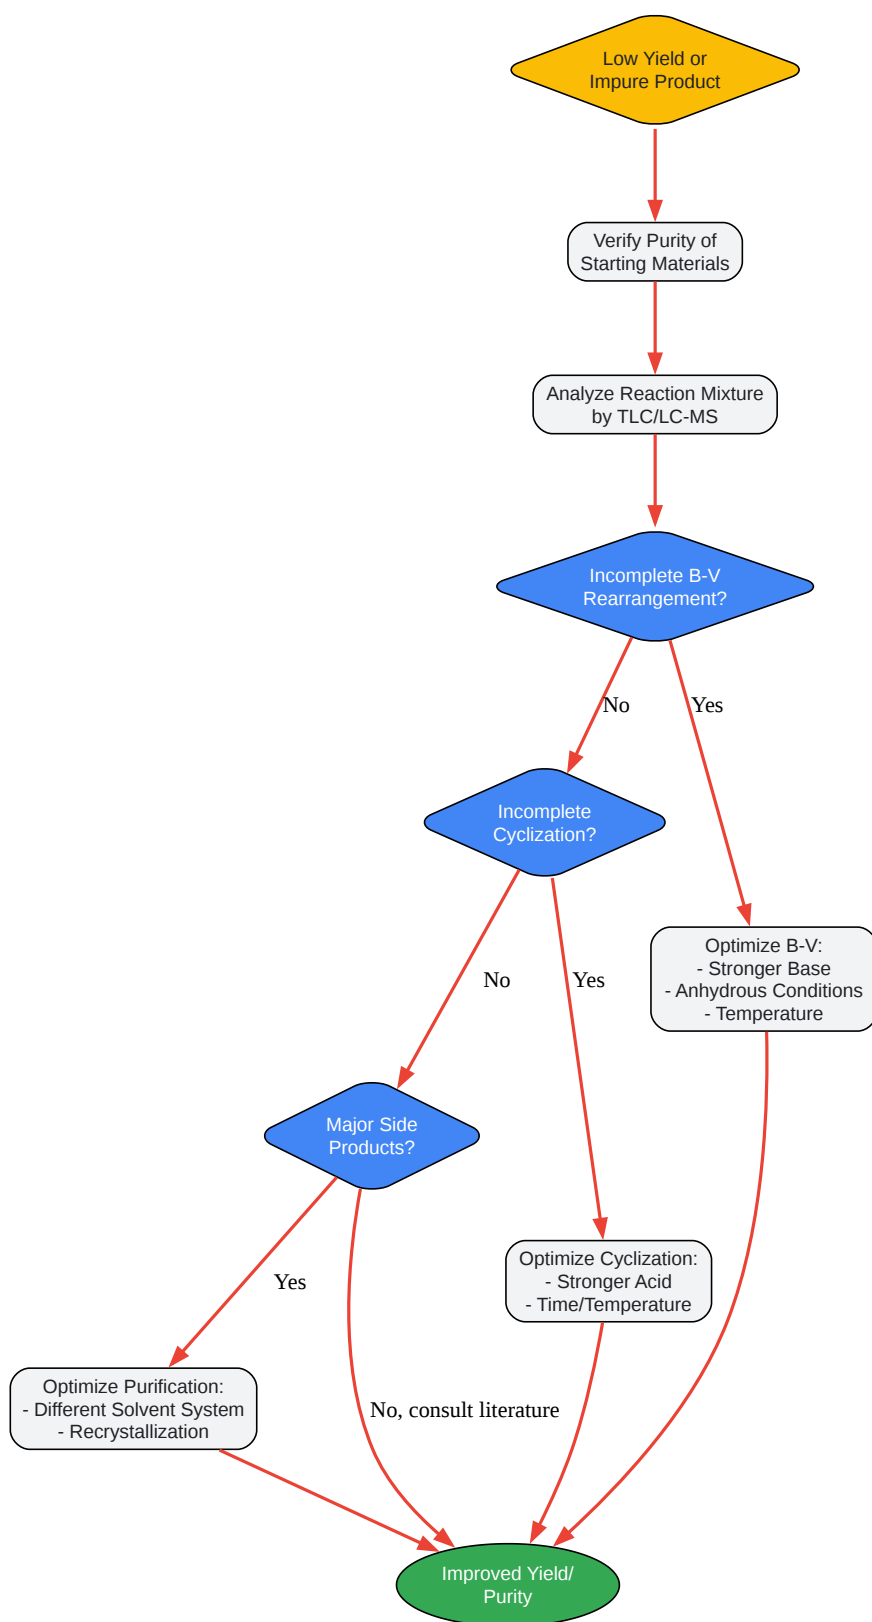 Low Yield or
Impure Product
Verify Purity of
Starting Materials
Analyze Reaction Mixture
by TLC/LC-MS
Incomplete B-V
Rearrangement?
No
Yes
Incomplete
Cyclization?
Optimize B-V:
- Stronger Base
- Anhydrous Conditions
- Temperature
No
Yes
Major Side
Products?
Optimize Cyclization:
- Stronger Acid
- Time/Temperature
Yes
Optimize Purification:
- Different Solvent System
- Recrystallization
No, consult literature
Improved Yield/
Purity